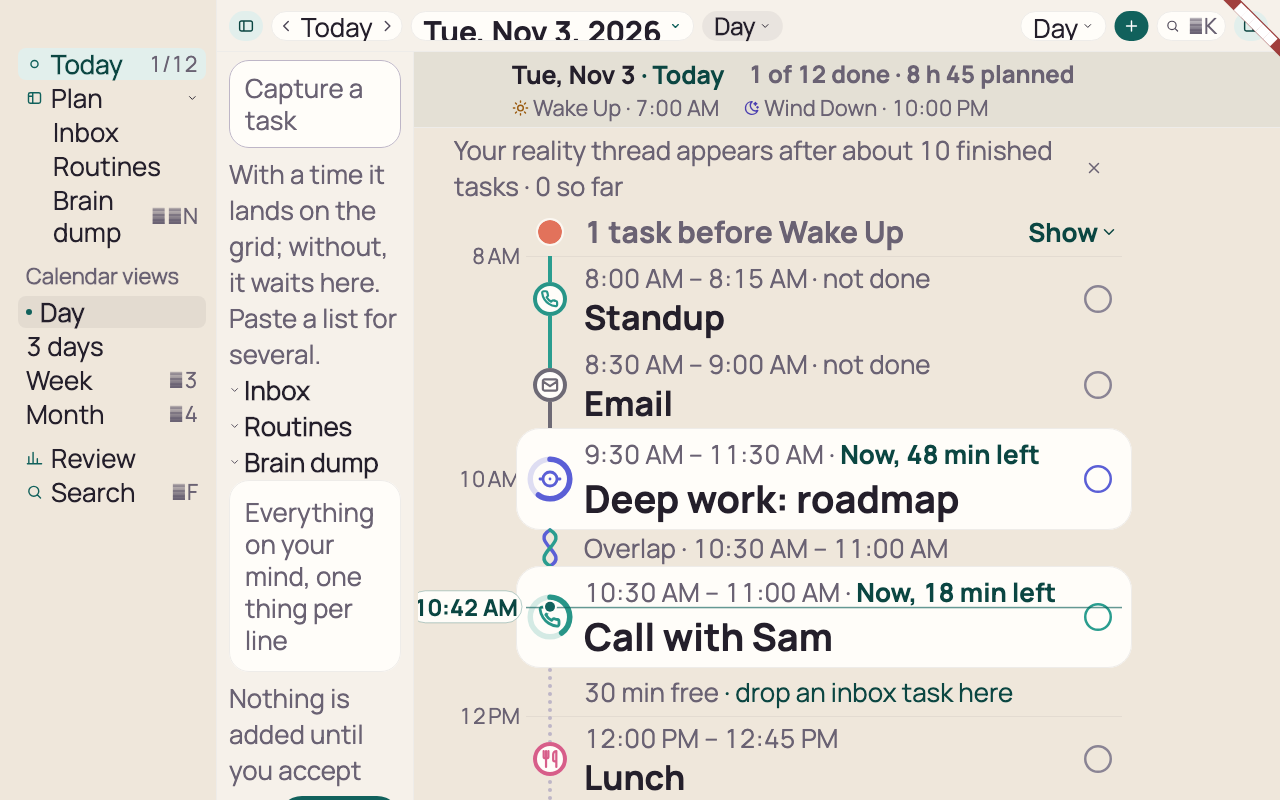 Today 1/12
Plan
Inbox
Routines
Brain
dump N
Calendar views
Day
3 days
Week 3
Month 4
Review
Search F
Today
Tue, Nov 3, 2026
Day
Day
K
Capture a
task
With a time it
lands on the
grid; without,
it waits here.
Paste a list for
several.
Inbox
Routines
Brain dump
Everything
on your
mind, one
thing per
line
Nothing is
added until
you accept
Tue, Nov 3 · Today 1 of 12 done · 8 h 45 planned
Wake Up · 7:00 AM Wind Down · 10:00 PM
Your reality thread appears after about 10 finished
tasks · 0 so far
1 task before Wake Up Show
8 AM
8:00 AM – 8:15 AM · not done
Standup
8:30 AM – 9:00 AM · not done
Email
9:30 AM – 11:30 AM · Now, 48 min left
10 AM
Deep work: roadmap
Overlap · 10:30 AM – 11:00 AM
10:30 AM – 11:00 AM · Now, 18 min left
10:42 AM
Call with Sam
30 min free · drop an inbox task here
12 PM
12:00 PM – 12:45 PM
Lunch